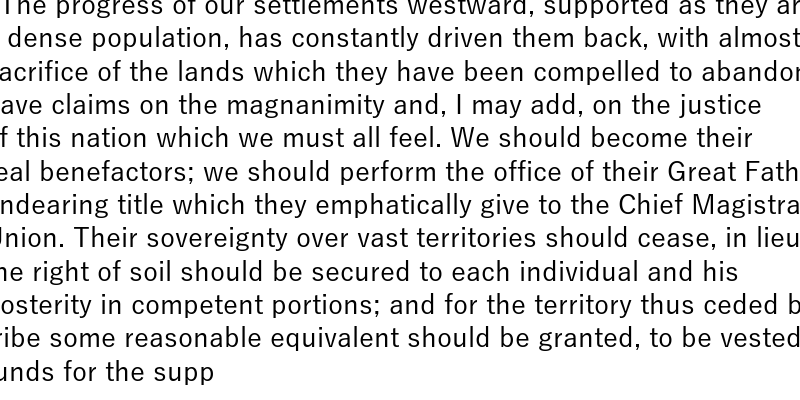 The progress of our settlements westward, supported as they ar
dense population, has constantly driven them back, with almost
acrifice of the lands which they have been compelled to abandon
ave claims on the magnanimity and, I may add, on the justice
f this nation which we must all feel. We should become their
eal benefactors; we should perform the office of their Great Fath
ndearing title which they emphatically give to the Chief Magistra
Union. Their sovereignty over vast territories should cease, in lieu
he right of soil should be secured to each individual and his
osterity in competent portions; and for the territory thus ceded b
ribe some reasonable equivalent should be granted, to be vested
unds for the supp